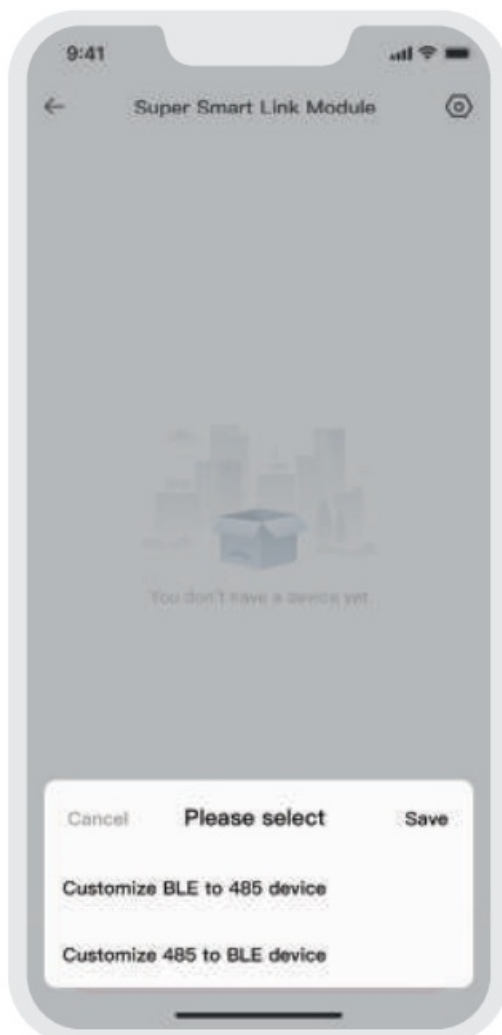 9:41
Super Smart Link Module
You don't have a device yet
Cancel Please select Save
Customize BLE to 485 device
Customize 485 to BLE device